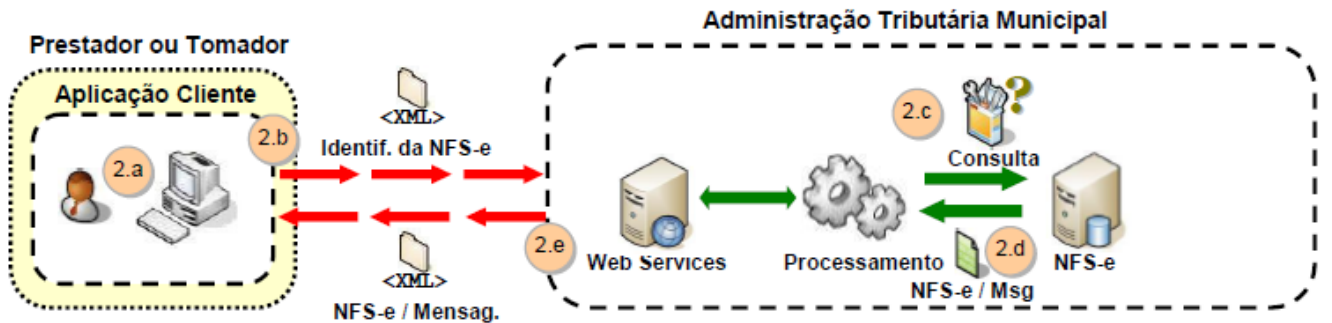 Administração Tributária Municipal
Prestador ou Tomador
Aplicação Cliente
2.a
2.b
<XML>
Identif. da NFS-e
<XML>
NFS-e / Mensag.
2.e
Web Services
Processamento
2.c
?
Consulta
2.d
NFS-e / Msg
NFS-e